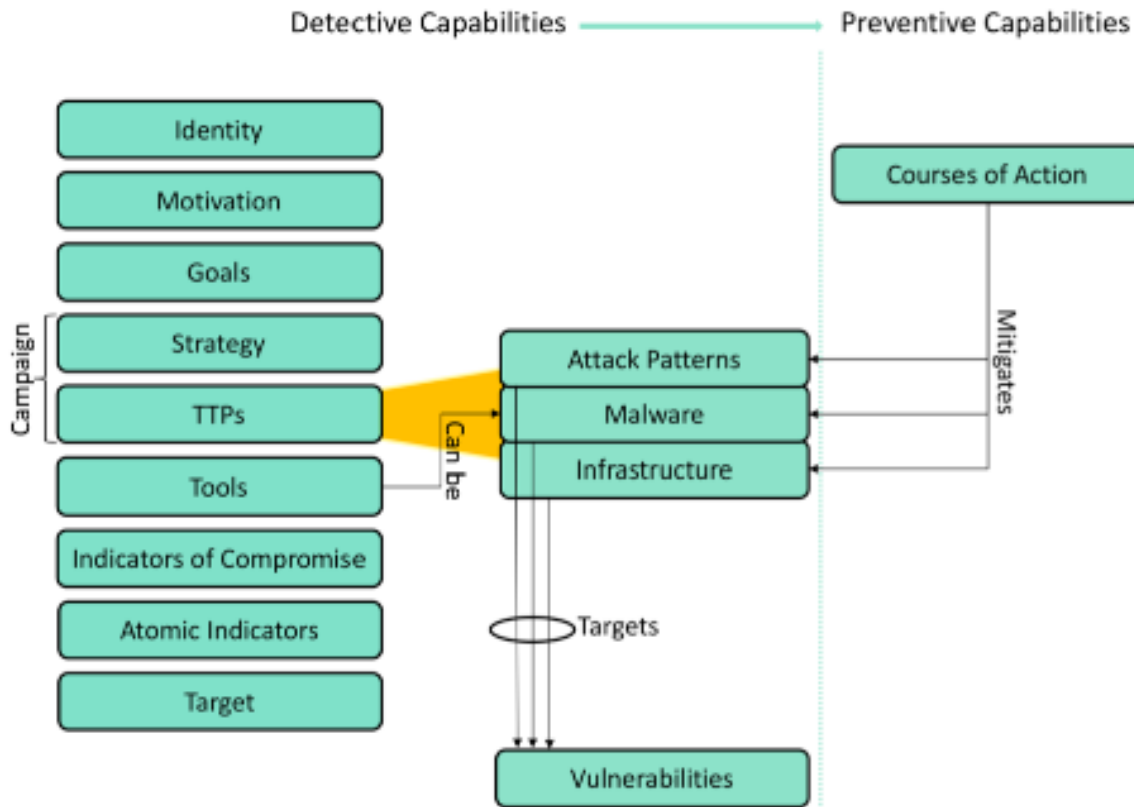 Detective Capabilities
Preventive Capabilities
Identity
Motivation
Goals
Strategy
TTPs
Tools
Indicators of Compromise
Atomic Indicators
Target
Campaign
Can be
Attack Patterns
Malware
Infrastructure
Targets
Vulnerabilities
Courses of Action
Mitigates